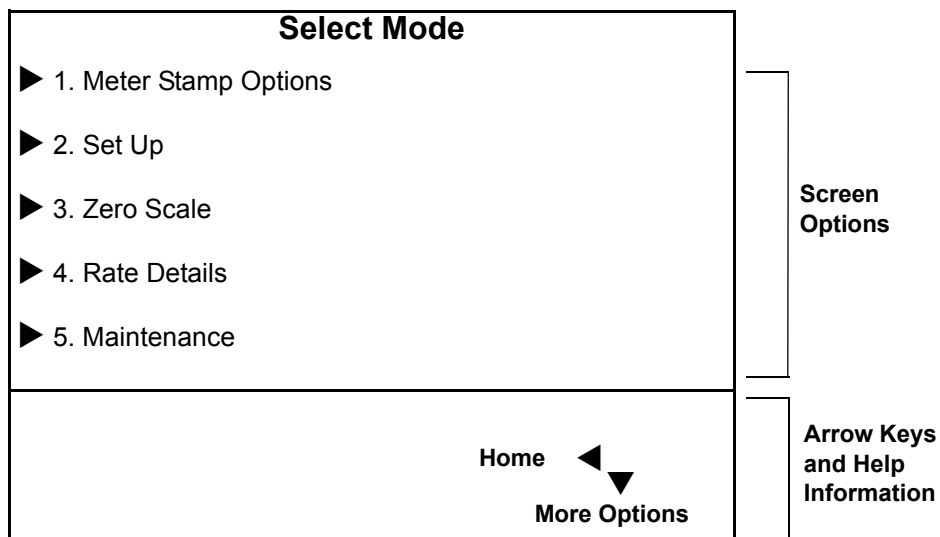 Select Mode
1. Meter Stamp Options
2. Set Up
3. Zero Scale
4. Rate Details
5. Maintenance
Screen
Options
Home
More Options
Arrow Keys
and Help
Information